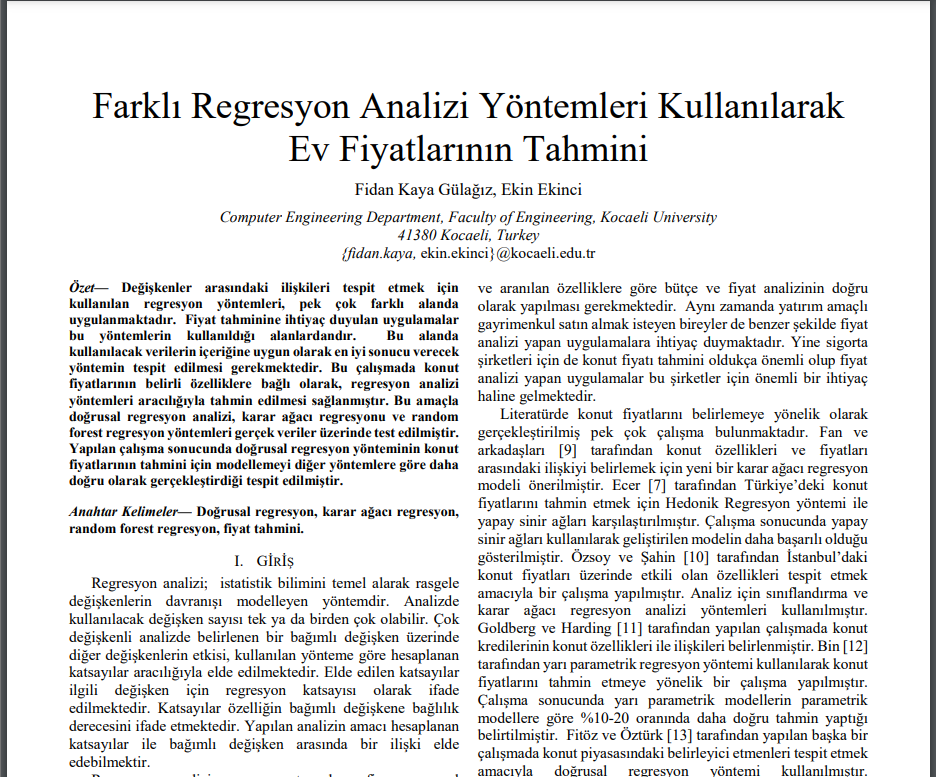 Farklı Regresyon Analizi Yöntemleri Kullanılarak
Ev Fiyatlarının Tahmini
Fidan Kaya Gülağız, Ekin Ekinci
Computer Engineering Department, Faculty of Engineering, Kocaeli University
41380 Kocaeli, Turkey
{fidan.kaya, ekin.ekinci}@kocaeli.edu.tr
Özet— Değişkenler arasındaki ilişkileri tespit etmek için
kullanılan regresyon yöntemleri, pek çok farklı alanda
uygulanmaktadır. Fiyat tahminine ihtiyaç duyulan uygulamalar
bu yöntemlerin kullanıldığı alanlardandır. Bu alanda
kullanılacak verilerin içeriğine uygun olarak en iyi sonucu verecek
yöntemin tespit edilmesi gerekmektedir. Bu çalışmada konut
fiyatlarının belirli özelliklere bağlı olarak, regresyon analizi
yöntemleri aracılığıyla tahmin edilmesi sağlanmıştır. Bu amaçla
doğrusal regresyon analizi, karar ağacı regresyonu ve random
forest regresyon yöntemleri gerçek veriler üzerinde test edilmiştir.
Yapılan çalışma sonucunda doğrusal regresyon yönteminin konut
fiyatlarının tahmini için modellemeyi diğer yöntemlere göre daha
doğru olarak gerçekleştirdiği tespit edilmiştir.
Anahtar Kelimeler— Doğrusal regresyon, karar ağacı regresyon,
random forest regresyon, fiyat tahmini.
I. GİRİŞ
Regresyon analizi; istatistik bilimini temel alarak rasgele
değişkenlerin davranışı modelleyen yöntemdir. Analizde
kullanılacak değişken sayısı tek ya da birden çok olabilir. Çok
değişkenli analizde belirlenen bir bağımlı değişken üzerinde
diğer değişkenlerin etkisi, kullanılan yönteme göre hesaplanan
katsayılar aracılığıyla elde edilmektedir. Elde edilen katsayılar
ilgili değişken için regresyon katsayısı olarak ifade
edilmektedir. Katsayılar özelliğin bağımlı değişkene bağlılık
derecesini ifade etmektedir. Yapılan analizin amacı hesaplanan
katsayılar ile bağımlı değişken arasında bir ilişki elde
edebilmektir.
ve aranılan özelliklere göre bütçe ve fiyat analizinin doğru
olarak yapılması gerekmektedir. Aynı zamanda yatırım amaçlı
gayrimenkul satın almak isteyen bireyler de benzer şekilde fiyat
analizi yapan uygulamalara ihtiyaç duymaktadır. Yine sigorta
şirketleri için de konut fiyatı tahmini oldukça önemli olup fiyat
analizi yapan uygulamalar bu şirketler için önemli bir ihtiyaç
haline gelmektedir.
Literatürde konut fiyatlarını belirlemeye yönelik olarak
gerçekleştirilmiş pek çok çalışma bulunmaktadır. Fan ve
arkadaşları [9] tarafından konut özellikleri ve fiyatları
arasındaki ilişkiyi belirlemek için yeni bir karar ağacı regresyon
modeli önerilmiştir. Ecer [7] tarafından Türkiye’deki konut
fiyatlarını tahmin etmek için Hedonik Regresyon yöntemi ile
yapay sinir ağları karşılaştırılmıştır. Çalışma sonucunda yapay
sinir ağları kullanılarak geliştirilen modelin daha başarılı olduğu
gösterilmiştir. Özsoy ve Şahin [10] tarafından İstanbul’daki
konut fiyatları üzerinde etkili olan özellikleri tespit etmek
amacıyla bir çalışma yapılmıştır. Analiz için sınıflandırma ve
karar ağacı regresyon analizi yöntemleri kullanılmıştır.
Goldberg ve Harding [11] tarafından yapılan çalışmada konut
kredilerinin konut özellikleri ile ilişkileri belirlenmiştir. Bin [12]
tarafından yarı parametrik regresyon yöntemi kullanılarak konut
fiyatlarını tahmin etmeye yönelik bir çalışma yapılmıştır.
Çalışma sonucunda yarı parametrik modellerin parametrik
modellere göre %10-20 oranında daha doğru tahmin yaptığı
belirtilmiştir. Fitöz ve Öztürk [13] tarafından yapılan başka bir
çalışmada konut piyasasındaki belirleyici etmenleri tespit etmek
amacıyla doğrusal regresyon yöntemi kullanılmıştır.